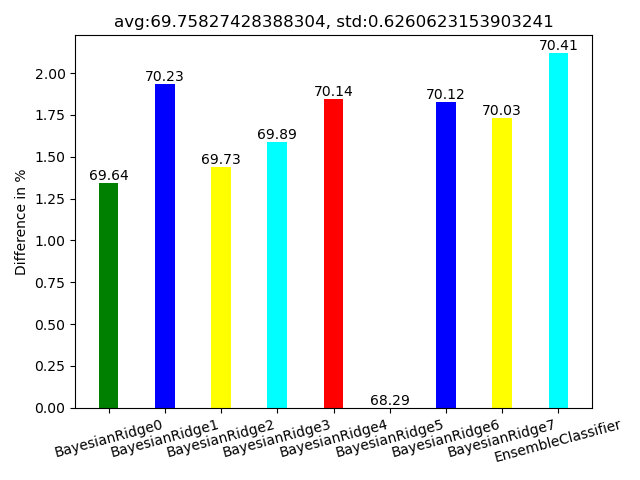 avg:69.75827428388304, std:0.6260623153903241
Difference in %
2.00
1.75
1.50
1.25
1.00
0.75
0.50
0.25
0.00
69.64
70.23
69.73
69.89
70.14
68.29
70.12
70.03
70.41
BayesianRidge0
BayesianRidge1
BayesianRidge2
BayesianRidge3
BayesianRidge4
BayesianRidge5
BayesianRidge6
BayesianRidge7
EnsembleClassifier